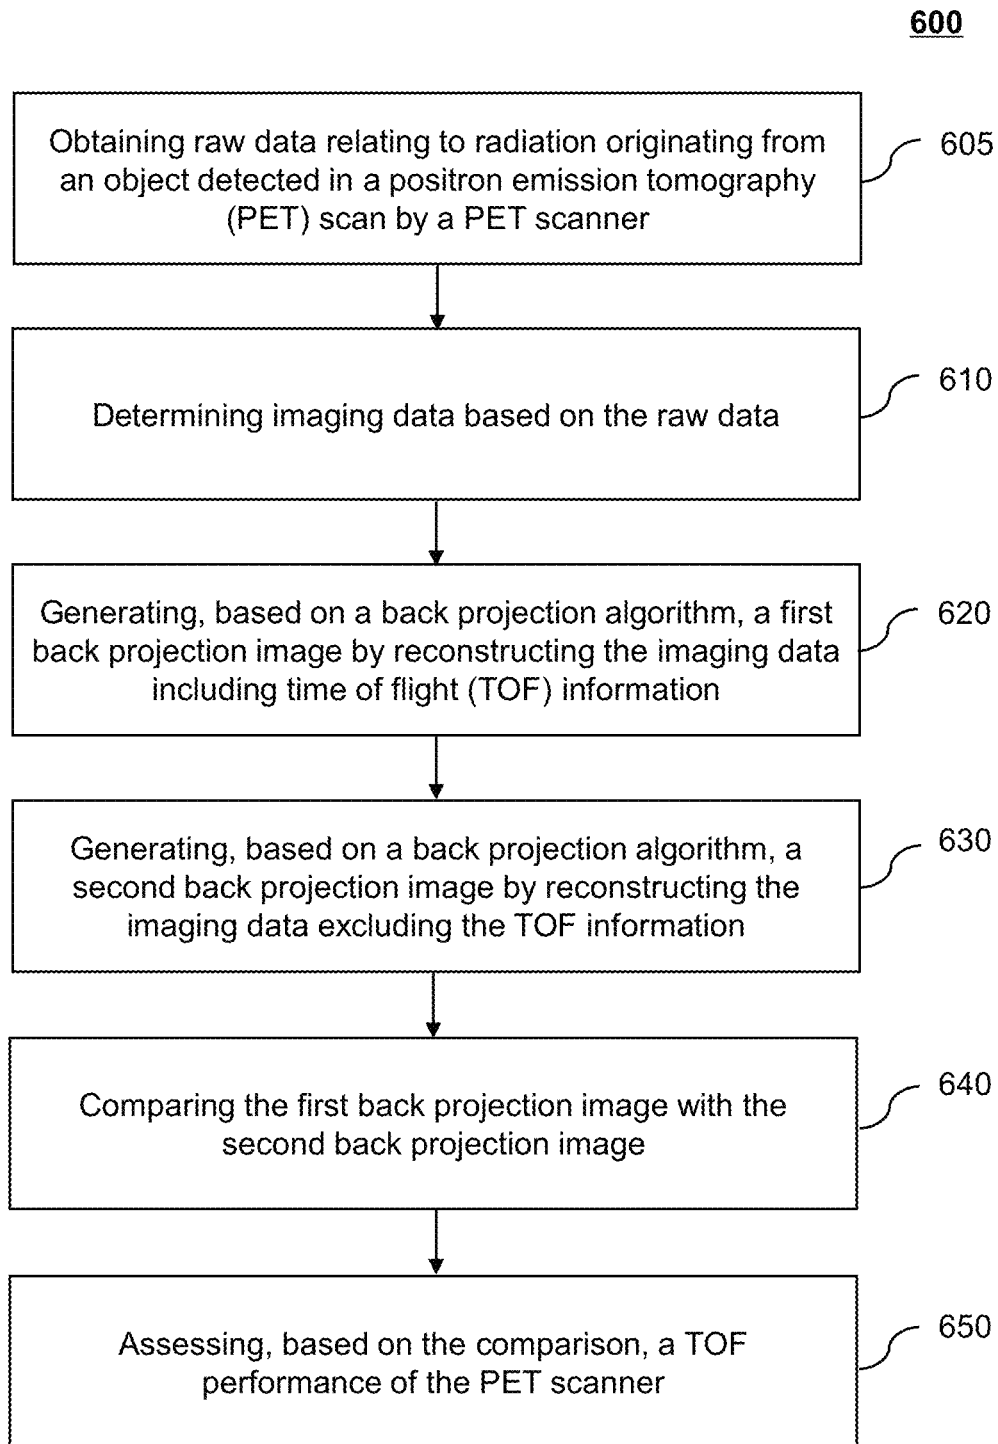 600
Obtaining raw data relating to radiation originating from
an object detected in a positron emission tomography
(PET) scan by a PET scanner
605
Determining imaging data based on the raw data
610
Generating, based on a back projection algorithm, a first
back projection image by reconstructing the imaging data
including time of flight (TOF) information
620
Generating, based on a back projection algorithm, a
second back projection image by reconstructing the
imaging data excluding the TOF information
630
Comparing the first back projection image with the
second back projection image
640
Assessing, based on the comparison, a TOF
performance of the PET scanner
650